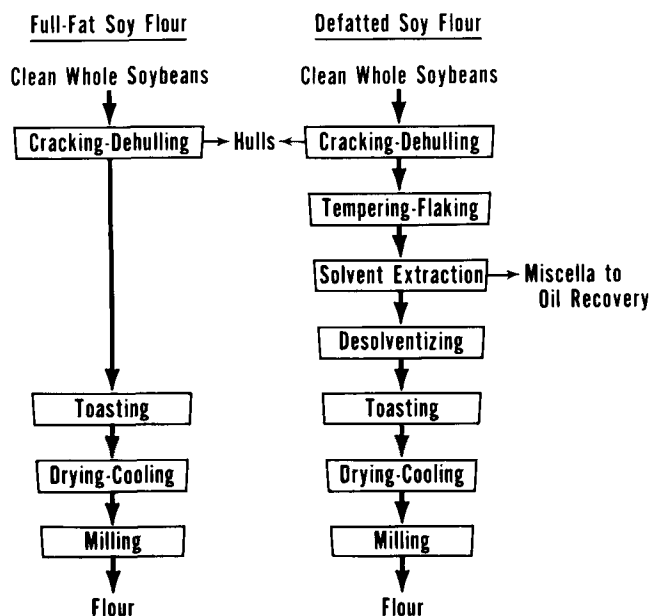 Full-Fat Soy Flour
Clean Whole Soybeans
Cracking-Dehulling
Hulls
Toasting
Drying-Cooling
Milling
Flour
Defatted Soy Flour
Clean Whole Soybeans
Cracking-Dehulling
Tempering-Flaking
Solvent Extraction
Miscella to
Oil Recovery
Desolventizing
Toasting
Drying-Cooling
Milling
Flour